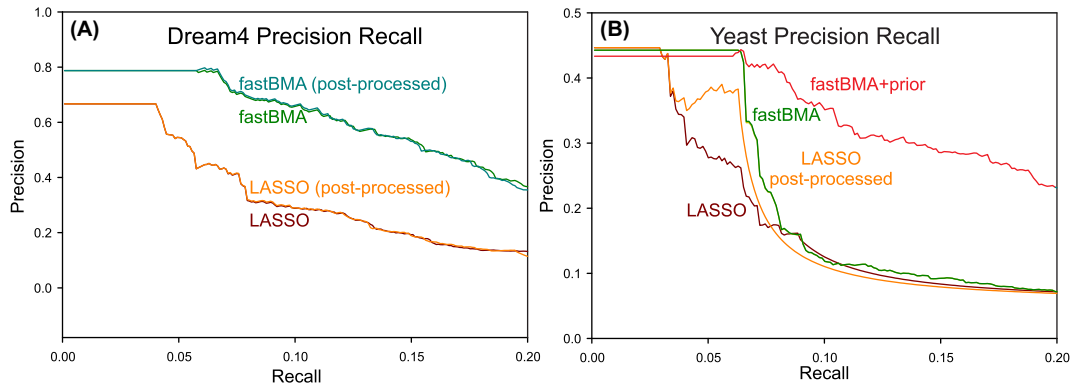 (A)
Dream4 Precision Recall
1.0
0.8
0.6
0.4
0.2
0.0
Precision
fastBMA (post-processed)
fastBMA
LASSO (post-processed)
LASSO
0.00
0.05
0.10
0.15
0.20
Recall
(B)
Yeast Precision Recall
0.5
0.4
0.3
0.2
0.1
0.0
Precision
fastBMA+prior
fastBMA
LASSO
post-processed
LASSO
0.00
0.05
0.10
0.15
0.20
Recall